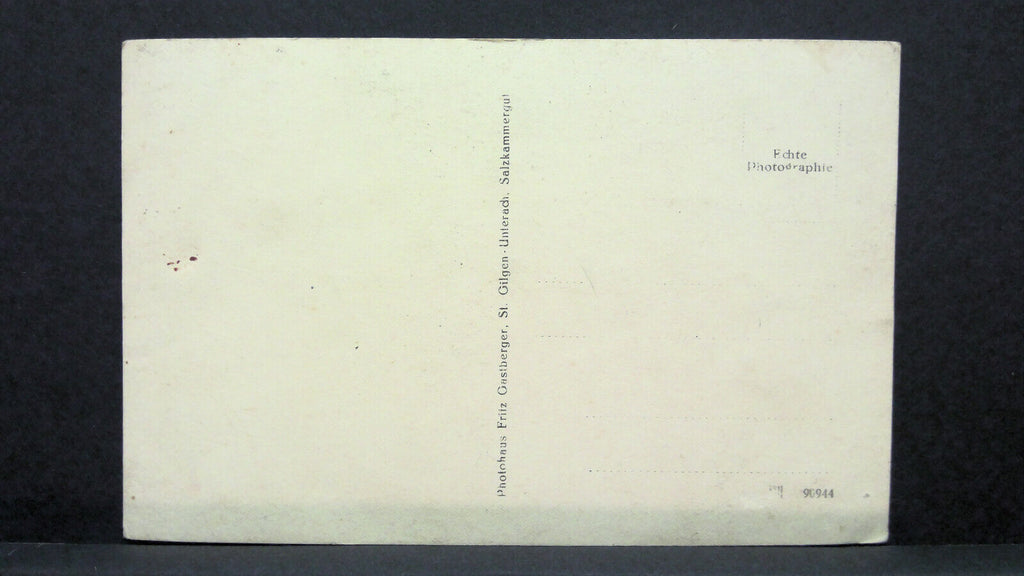 Photohaus Fritz Gastberger, St. Gilgen - Unterach, Salzkammergut
Echte
Photographie
90944